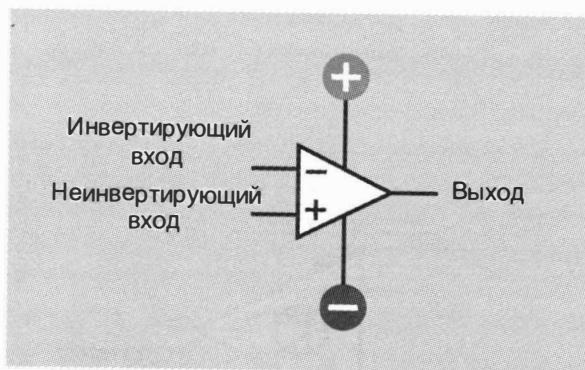 +
Инвертирующий
вход
−
Неинвертирующий
вход
+
Выход
−